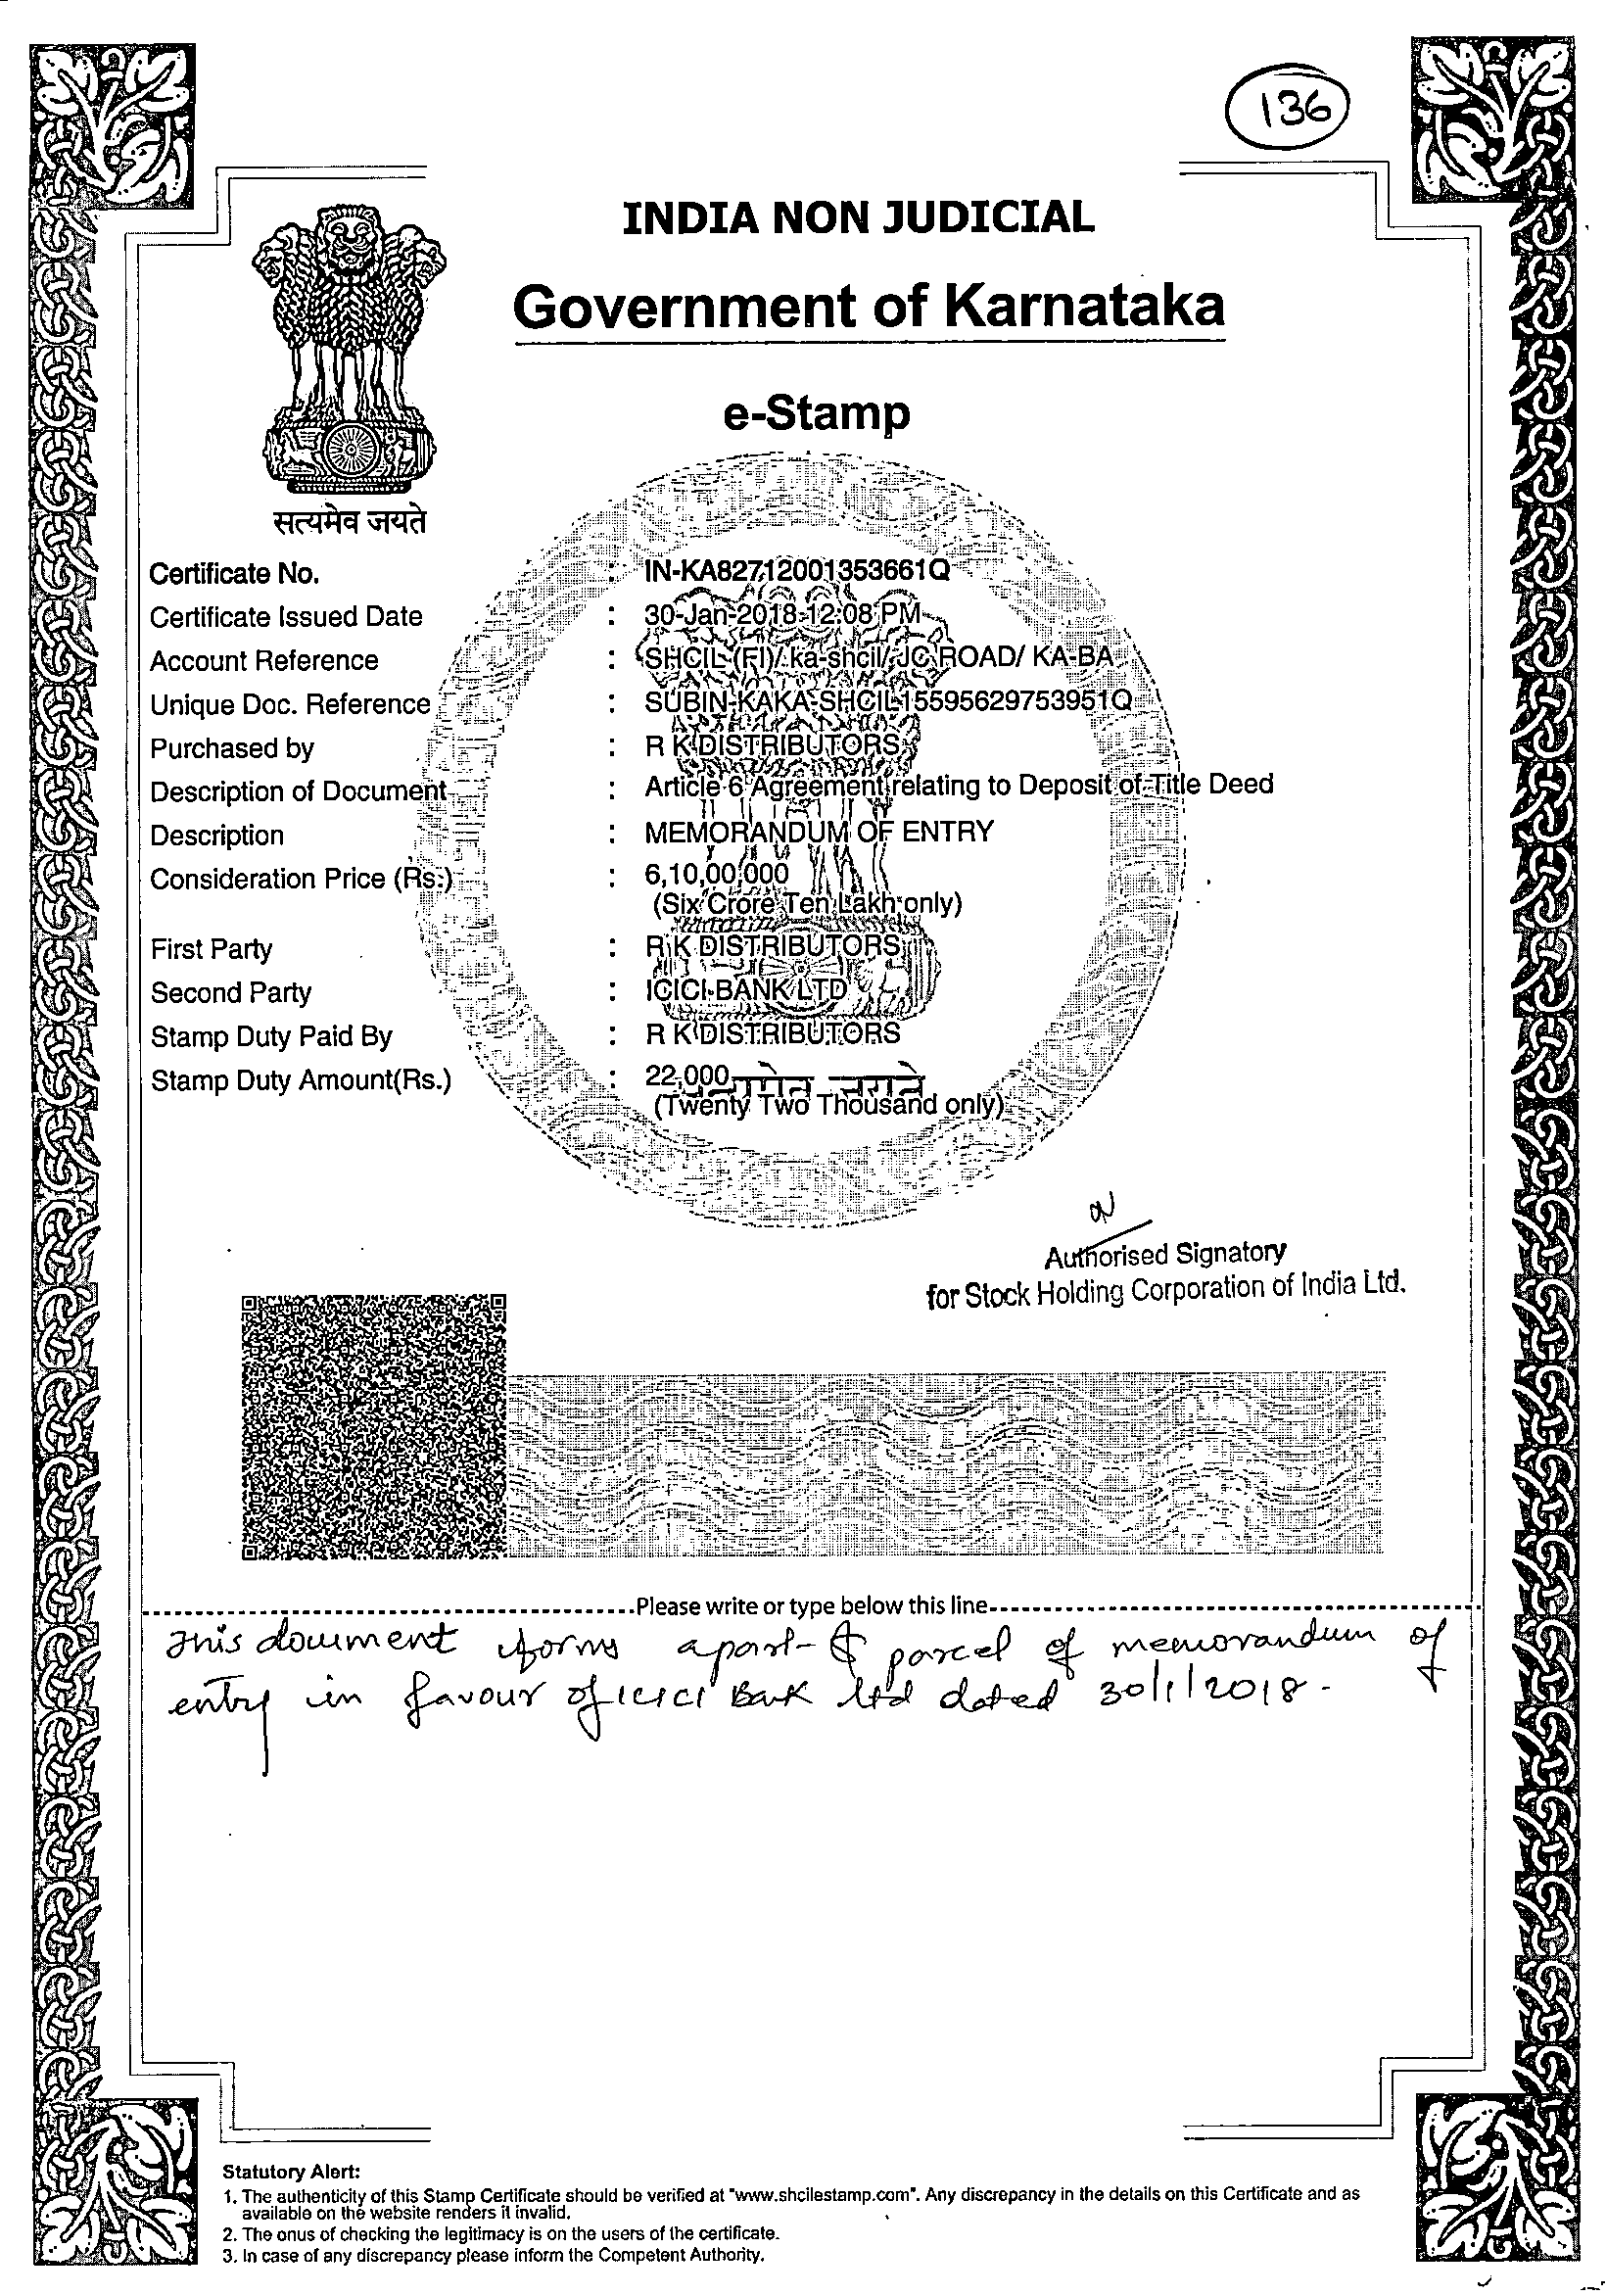 136
INDIA NON JUDICIAL
Government of Karnataka
e-Stamp
सत्यमेव जयते
Certificate No. : IN-KA82712001353661Q
Certificate Issued Date : 30-Jan-2018 12:08 PM
Account Reference : SHCIL (FI)/ ka-shcil/ JC ROAD/ KA-BA
Unique Doc. Reference : SUBIN-KAKA-SHCIL15595629753951Q
Purchased by : R K DISTRIBUTORS
Description of Document : Article 6 Agreement relating to Deposit of Title Deed
Description : MEMORANDUM OF ENTRY
Consideration Price (Rs.) : 6,10,00,000
(Six Crore Ten Lakh only)
First Party : R K DISTRIBUTORS
Second Party : ICICI BANK LTD
Stamp Duty Paid By : R K DISTRIBUTORS
Stamp Duty Amount(Rs.) : 22,000
(Twenty Two Thousand only)
सत्यमेव जयते
Authorised Signatory
for Stock Holding Corporation of India Ltd.
Please write or type below this line
This document forms a part & parcel of memorandum of
entry in favour of ICICI Bank ltd dated 30/1/2018.
Statutory Alert:
1. The authenticity of this Stamp Certificate should be verified at "www.shcilestamp.com". Any discrepancy in the details on this Certificate and as
available on the website renders it invalid.
2. The onus of checking the legitimacy is on the users of the certificate.
3. In case of any discrepancy please inform the Competent Authority.